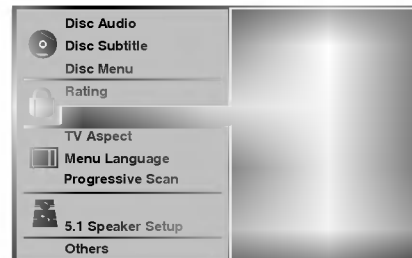 Disc Audio
Disc Subtitle
Disc Menu
Rating
TV Aspect
Menu Language
Progressive Scan
5.1 Speaker Setup
Others